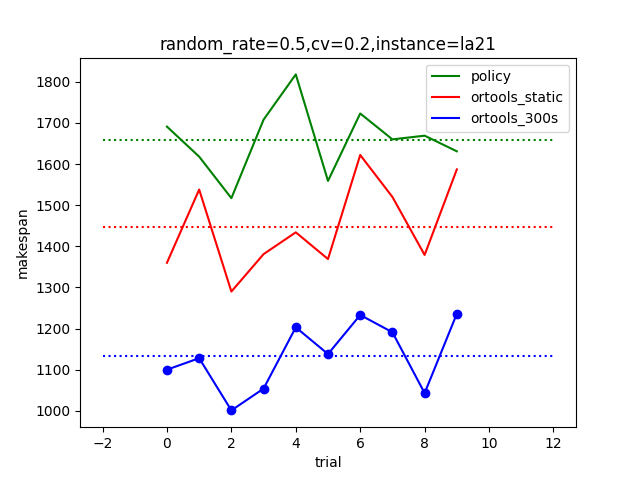 random_rate=0.5,cv=0.2,instance=la21
policy
ortools_static
ortools_300s
makespan
1800
1700
1600
1500
1400
1300
1200
1100
1000
−2 0 2 4 6 8 10 12
trial